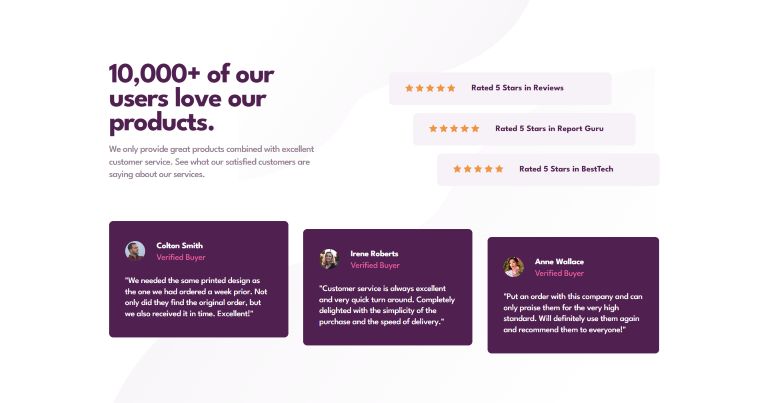 10,000+ of our
users love our
products.
We only provide great products combined with excellent
customer service. See what our satisfied customers are
saying about our services.
Rated 5 Stars in Reviews
Rated 5 Stars in Report Guru
Rated 5 Stars in BestTech
Colton Smith
Verified Buyer
"We needed the same printed design as
the one we had ordered a week prior. Not
only did they find the original order, but
we also received it in time. Excellent!"
Irene Roberts
Verified Buyer
"Customer service is always excellent
and very quick turn around. Completely
delighted with the simplicity of the
purchase and the speed of delivery."
Anne Wallace
Verified Buyer
"Put an order with this company and can
only praise them for the very high
standard. Will definitely use them again
and recommend them to everyone!"